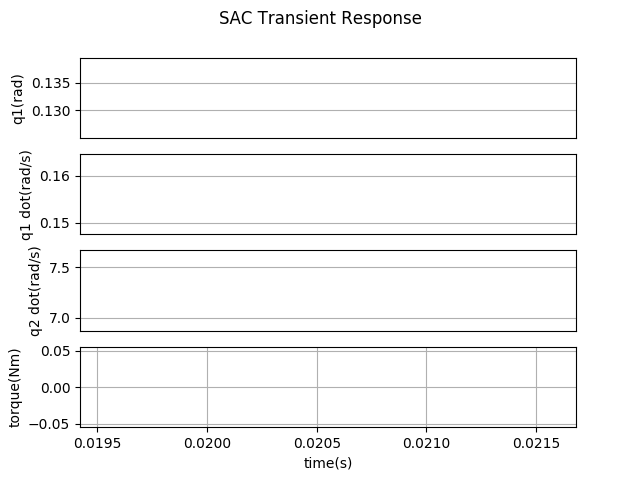 SAC Transient Response
0.135
0.130
q1(rad)
0.16
0.15
q1 dot(rad/s)
7.5
7.0
q2 dot(rad/s)
0.05
0.00
−0.05
torque(Nm)
0.0195 0.0200 0.0205 0.0210 0.0215
time(s)